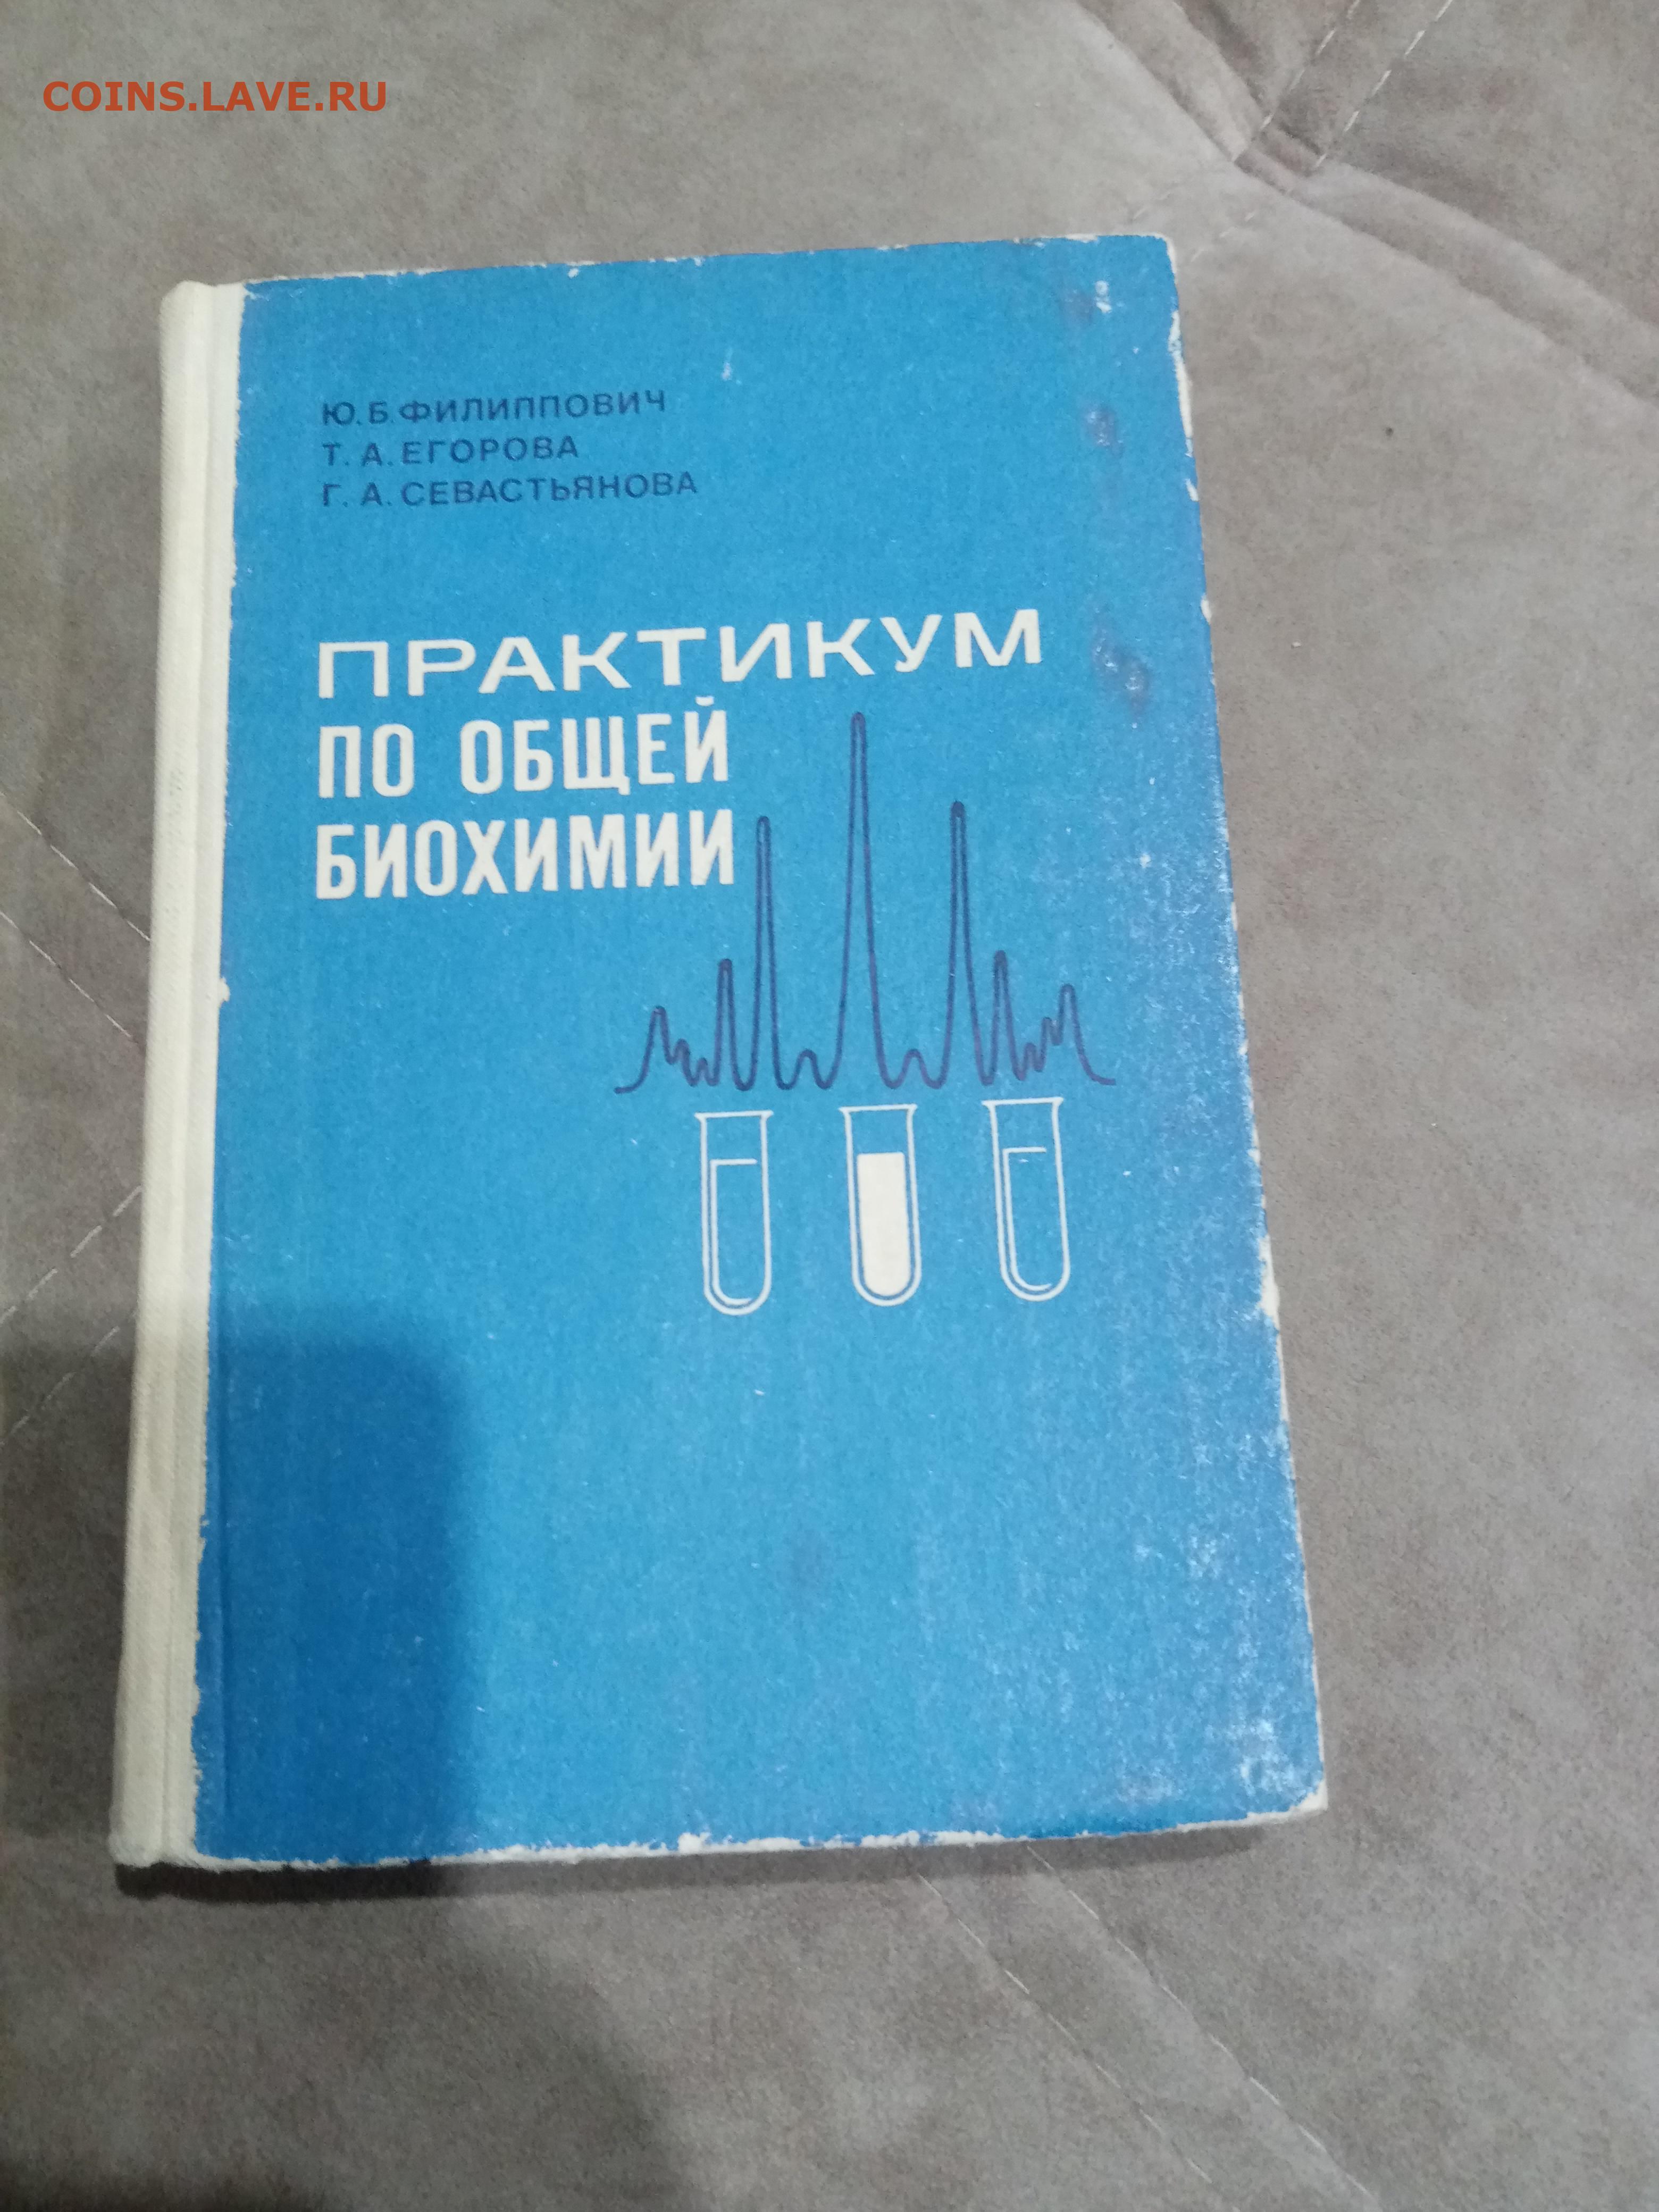 COINS.LAVE.RU
Ю. Б. ФИЛИППОВИЧ
Т. А. ЕГОРОВА
Г. А. СЕВАСТЬЯНОВА
ПРАКТИКУМ
ПО ОБЩЕЙ
БИОХИМИИ